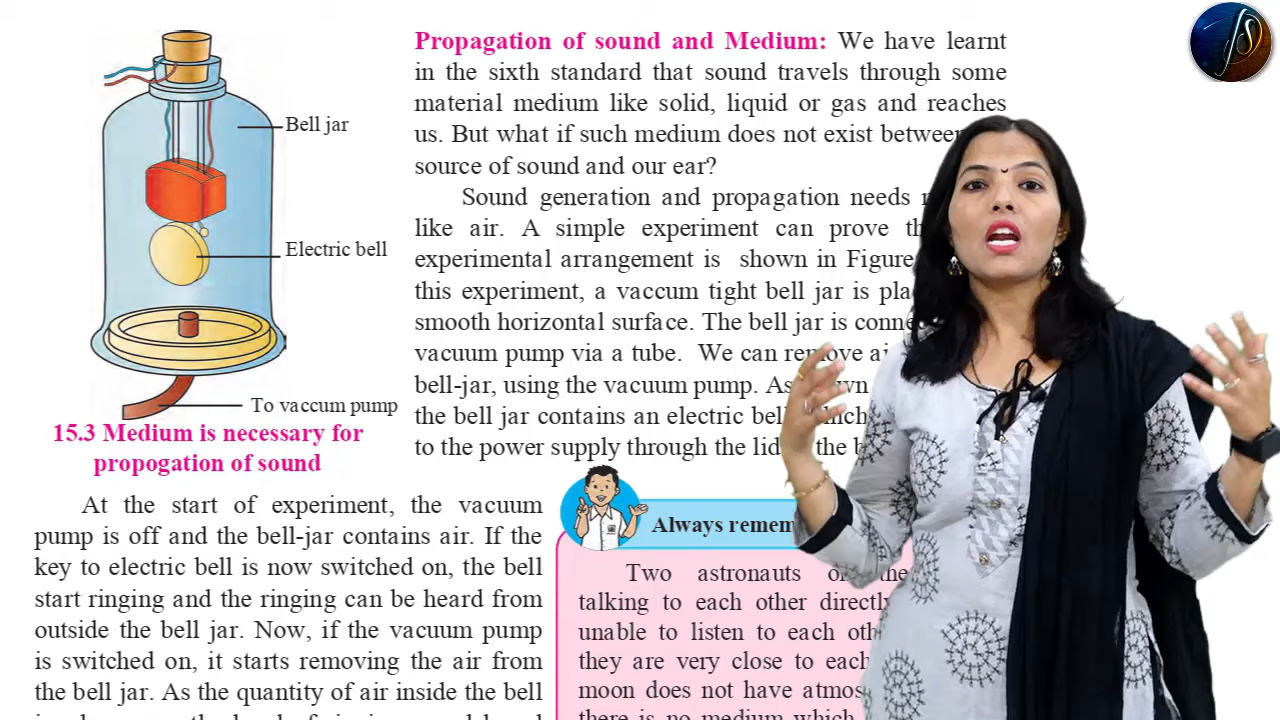 Bell jar
Electric bell
To vaccum pump
15.3 Medium is necessary for
propogation of sound
Propagation of sound and Medium: We have learnt
in the sixth standard that sound travels through some
material medium like solid, liquid or gas and reaches
us. But what if such medium does not exist between
source of sound and our ear?
Sound generation and propagation needs
like air. A simple experiment can prove
experimental arrangement is shown in Figure
this experiment, a vaccum tight bell jar is
smooth horizontal surface. The bell jar is
vacuum pump via a tube. We can remove
bell-jar, using the vacuum pump. As
the bell jar contains an electric bell
to the power supply through the lid the
At the start of experiment, the vacuum
pump is off and the bell-jar contains air. If the
key to electric bell is now switched on, the bell
start ringing and the ringing can be heard from
outside the bell jar. Now, if the vacuum pump
is switched on, it starts removing the air from
the bell jar. As the quantity of air inside the bell
Always
Two astronauts
talking to each other directly
unable to listen to each
they are very close to each
moon does not have
there is no medium which